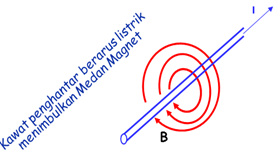 Kawat penghantar berarus listrik
menimbulkan Medan Magnet
I
B